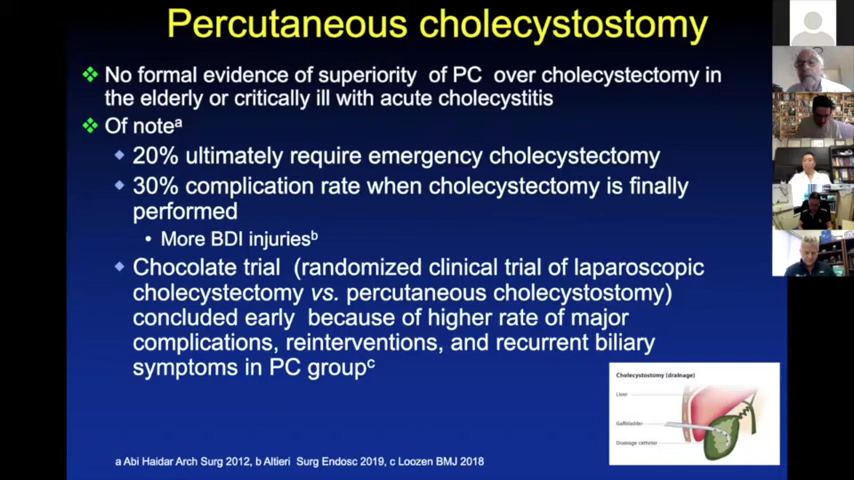 Percutaneous cholecystostomy
No formal evidence of superiority of PC over cholecystectomy in
the elderly or critically ill with acute cholecystitis
Of noteᵃ
20% ultimately require emergency cholecystectomy
30% complication rate when cholecystectomy is finally
performed
More BDI injuriesᵇ
Chocolate trial (randomized clinical trial of laparoscopic
cholecystectomy vs. percutaneous cholecystostomy)
concluded early because of higher rate of major
complications, reinterventions, and recurrent biliary
symptoms in PC groupᶜ
Cholecystostomy (drainage)
Liver
Gallbladder
Drainage catheter
a Abi Haidar Arch Surg 2012, b Altieri Surg Endosc 2019, c Loozen BMJ 2018